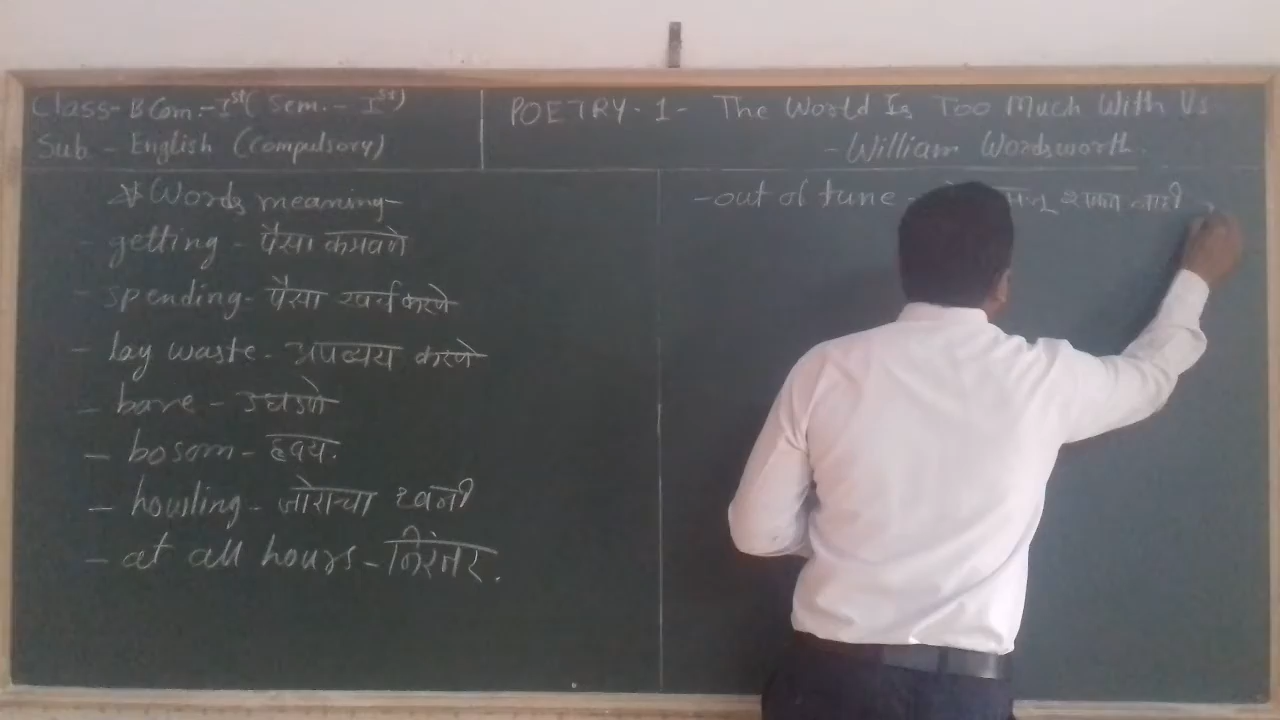 Class- B Com.-Iˢᵗ ( Sem. - Iˢᵗ)
Sub - English (Compulsory)
POETRY-1- The World Is Too Much With Us
- William Wordsworth.
* Words meaning-
- getting - पैसा कमवणे
- spending- पैसा खर्च करणे
- lay waste - अपव्यय करणे
- bare - उघडणे
- bosom - हृदय.
- howling - जोराचा ध्वनी
- at all hours - निरंतर.
- out of tune -